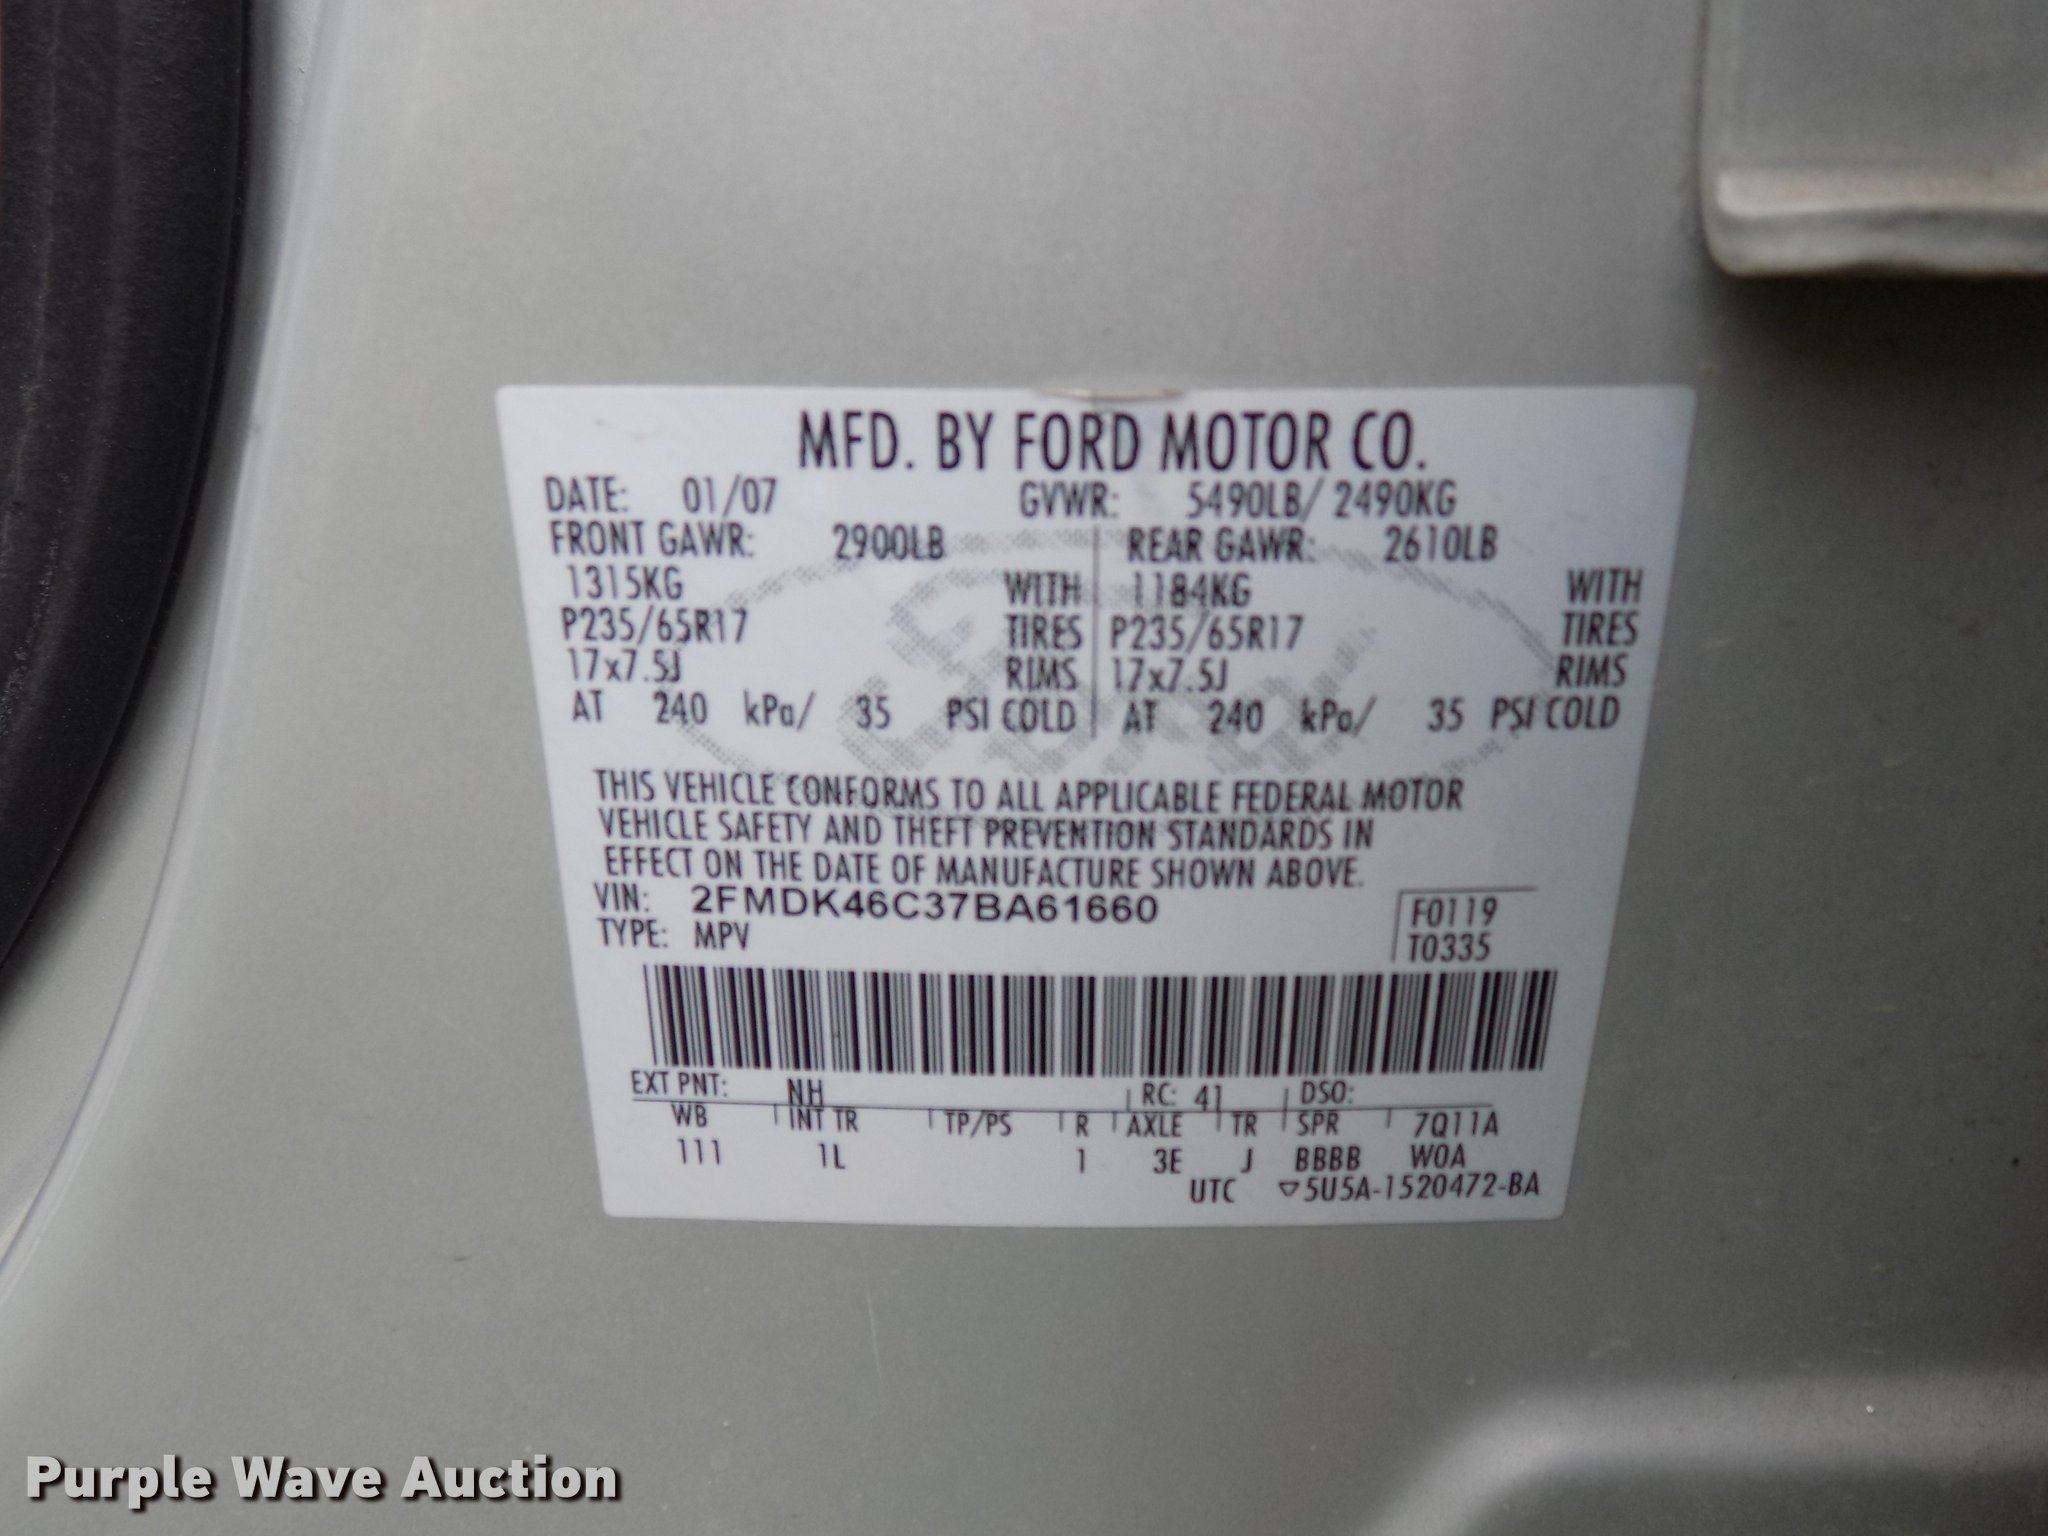 MFD. BY FORD MOTOR CO.
DATE: 01/07 GVWR: 5490LB/ 2490KG
FRONT GAWR: 2900LB REAR GAWR: 2610LB
1315KG WITH 1184KG WITH
P235/65R17 TIRES P235/65R17 TIRES
17x7.5J RIMS 17x7.5J RIMS
AT 240 kPa/ 35 PSI COLD AT 240 kPa/ 35 PSI COLD
THIS VEHICLE CONFORMS TO ALL APPLICABLE FEDERAL MOTOR
VEHICLE SAFETY AND THEFT PREVENTION STANDARDS IN
EFFECT ON THE DATE OF MANUFACTURE SHOWN ABOVE.
VIN: 2FMDK46C37BA61660 F0119
TYPE: MPV T0335
EXT PNT: NH RC: 41 DSO:
WB INT TR TP/PS R AXLE TR SPR 7Q11A
111 1L 1 3E J BBBB W0A
UTC ▽5U5A-1520472-BA
Purple Wave Auction